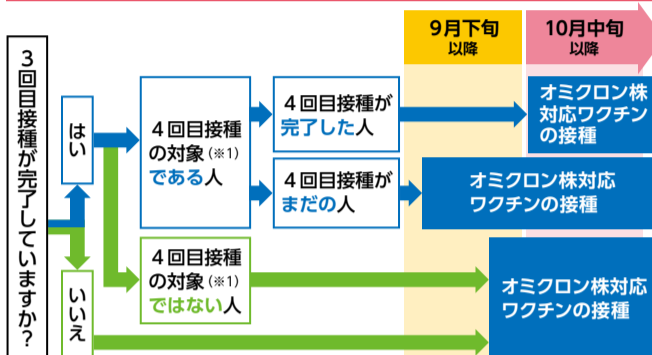 9月下旬
以降
10月中旬
以降
3回目接種が完了していますか?
はい
いいえ
4回目接種
の対象(※1)
である人
4回目接種が
完了した人
オミクロン株
対応ワクチン
の接種
4回目接種が
まだの人
オミクロン株対応
ワクチンの接種
4回目接種
の対象(※1)
ではない人
オミクロン株対応
ワクチンの接種